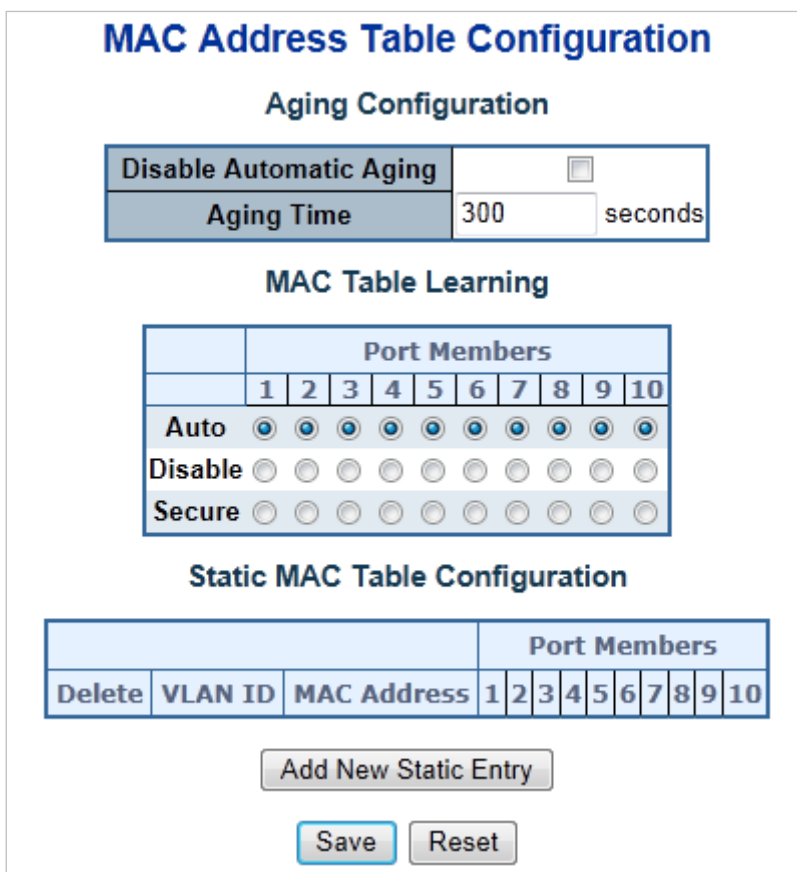 MAC Address Table Configuration
Aging Configuration
Disable Automatic Aging
Aging Time 300 seconds
MAC Table Learning
Port Members
1 2 3 4 5 6 7 8 9 10
Auto
Disable
Secure
Static MAC Table Configuration
Port Members
Delete VLAN ID MAC Address 1 2 3 4 5 6 7 8 9 10
Add New Static Entry
Save Reset